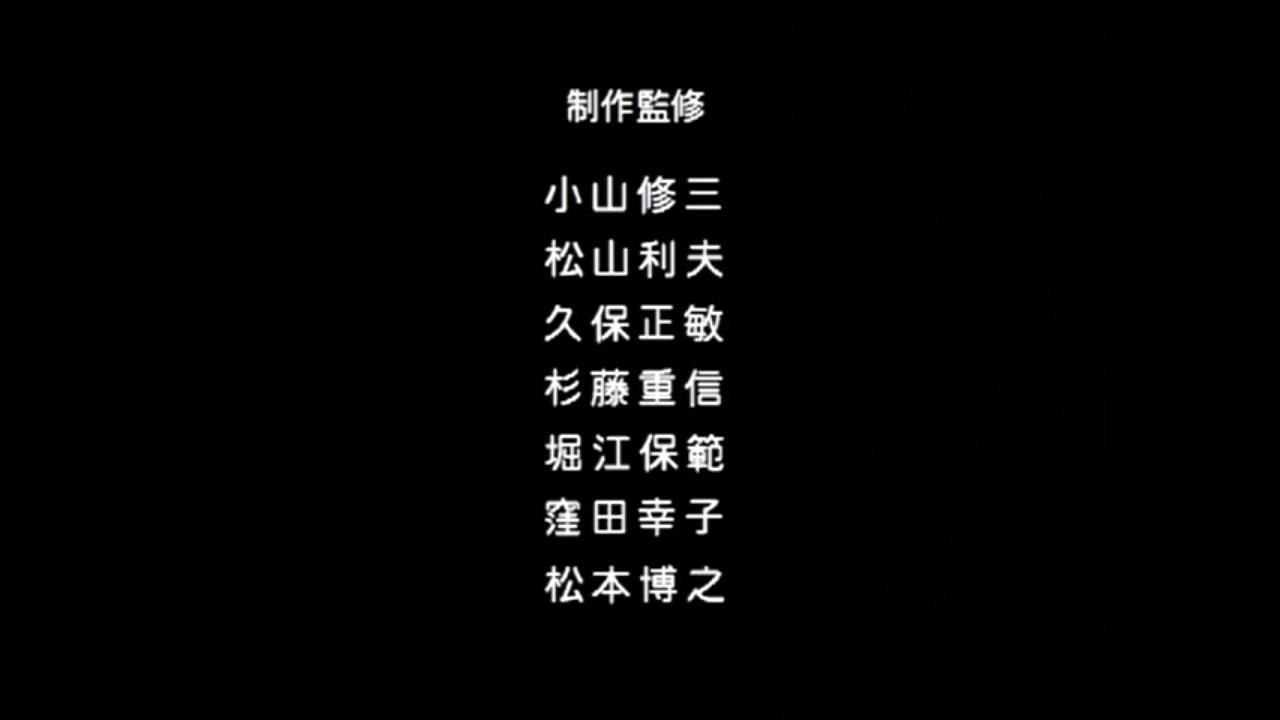 制作監修
小山修三
松山利夫
久保正敏
杉藤重信
堀江保範
窪田幸子
松本博之